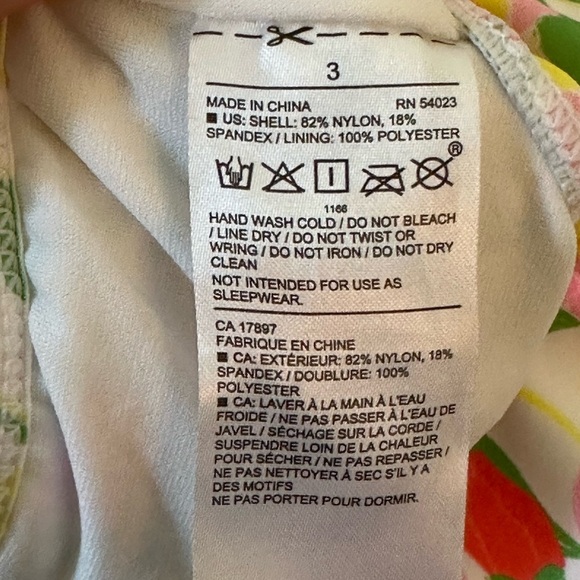 3
MADE IN CHINA RN 54023
■ US: SHELL: 82% NYLON, 18%
SPANDEX / LINING: 100% POLYESTER
®
1166
HAND WASH COLD / DO NOT BLEACH
/ LINE DRY / DO NOT TWIST OR
WRING / DO NOT IRON / DO NOT DRY
CLEAN
NOT INTENDED FOR USE AS
SLEEPWEAR.
CA 17897
FABRIQUE EN CHINE
■ CA: EXTÉRIEUR: 82% NYLON, 18%
SPANDEX / DOUBLURE: 100%
POLYESTER
■ CA: LAVER À LA MAIN À L'EAU
FROIDE / NE PAS PASSER À L'EAU DE
JAVEL / SÉCHAGE SUR LA CORDE /
SUSPENDRE LOIN DE LA CHALEUR
POUR SÉCHER / NE PAS REPASSER /
NE PAS NETTOYER À SEC S'IL Y A
DES MOTIFS
NE PAS PORTER POUR DORMIR.